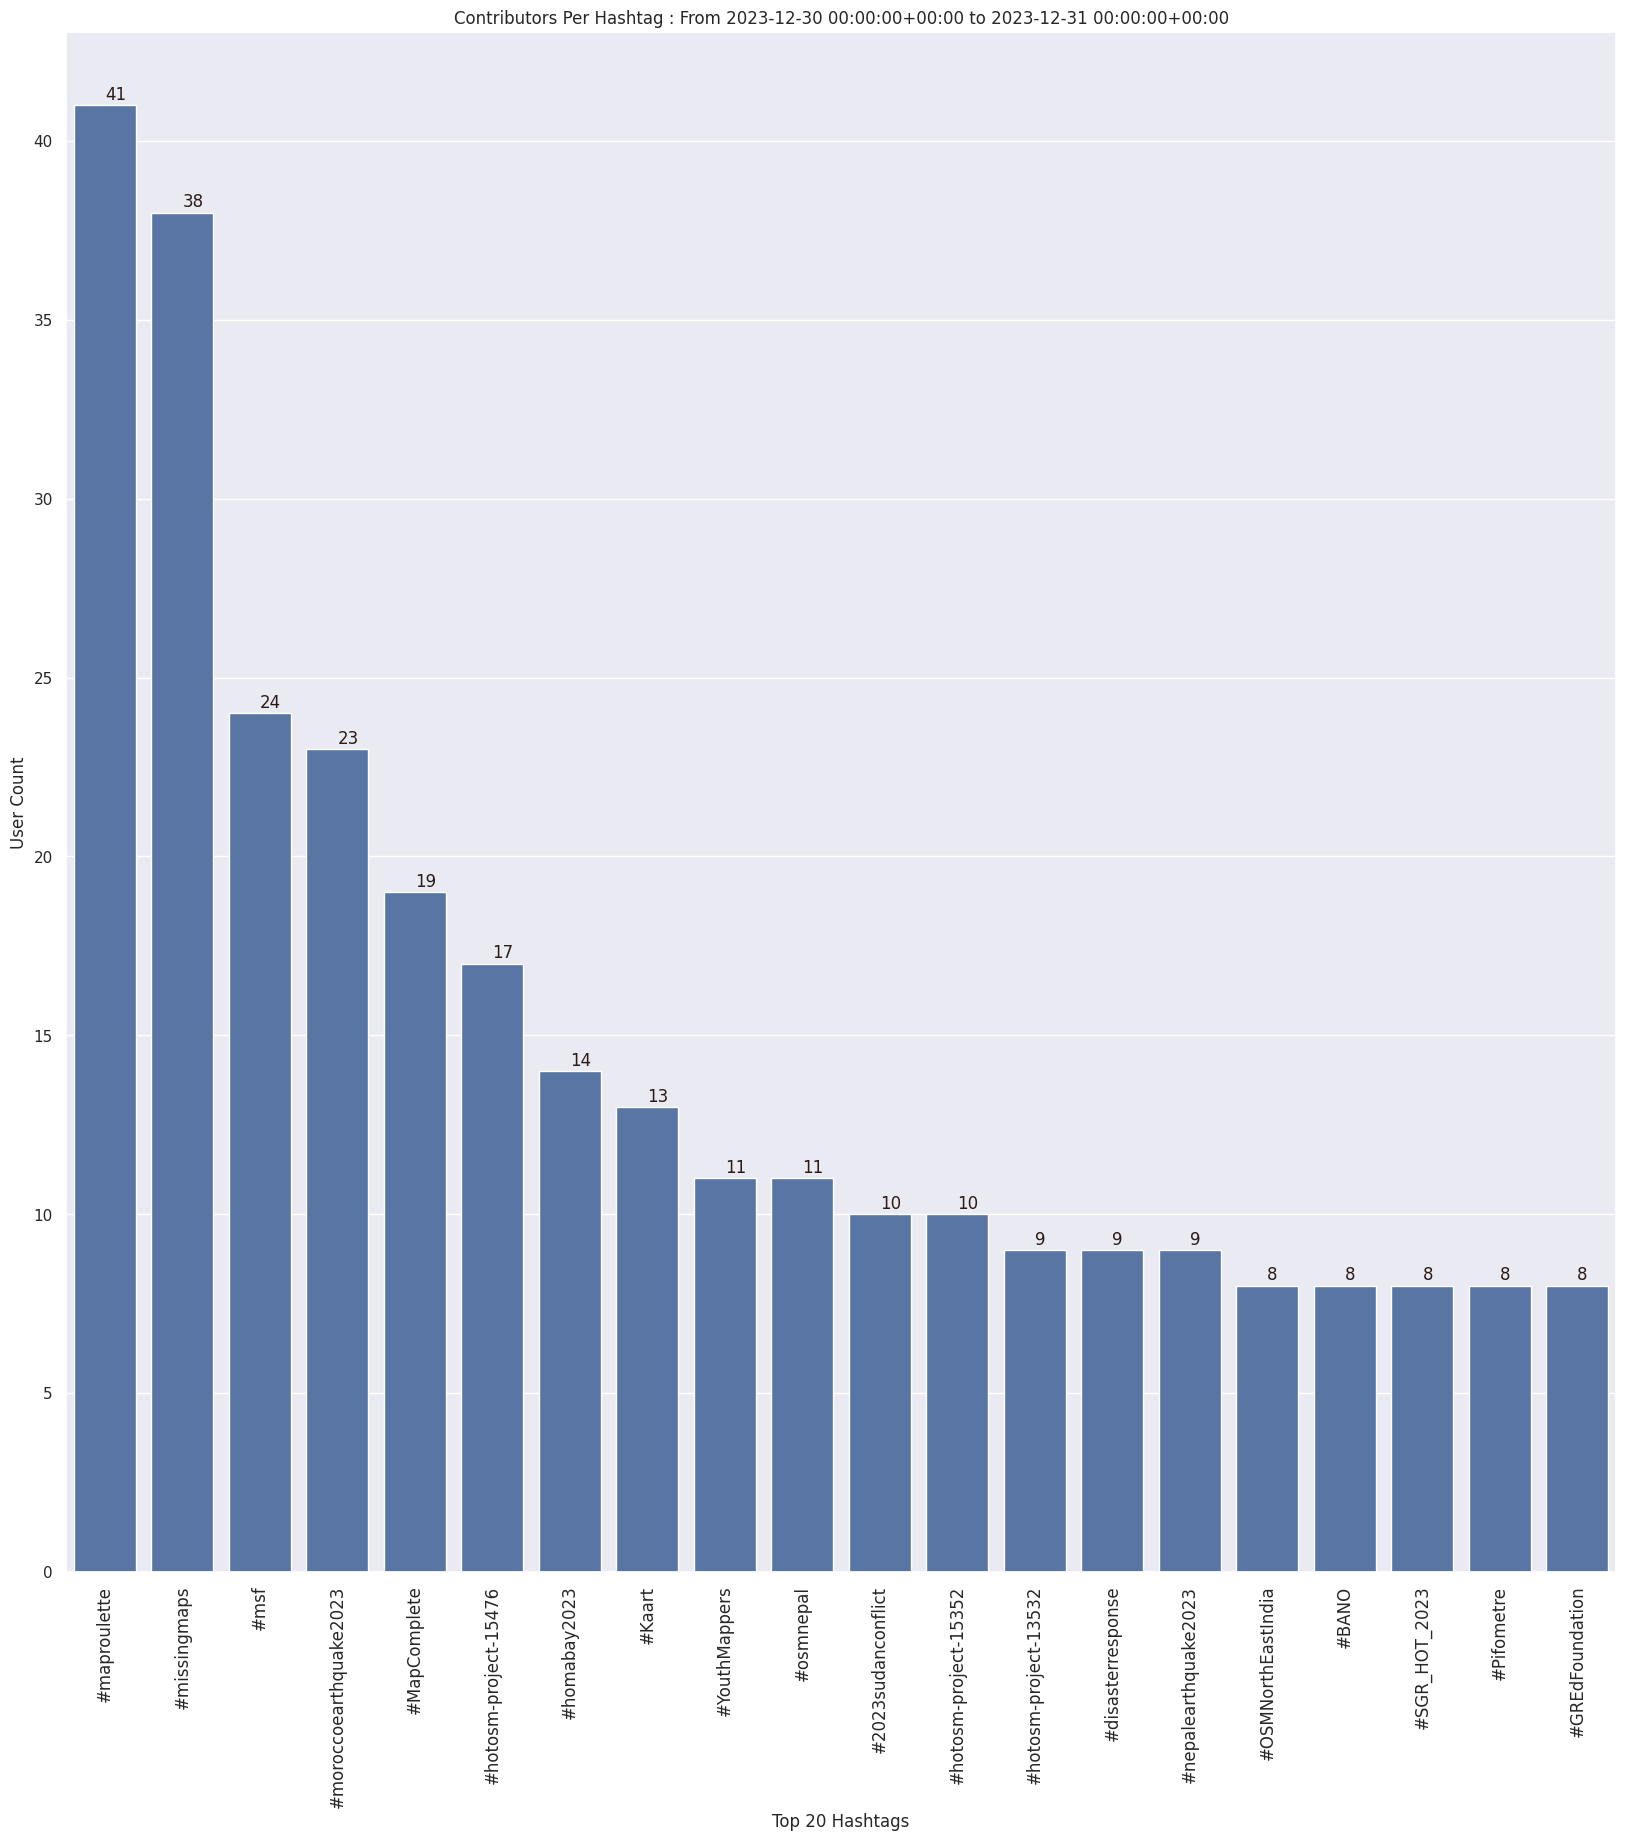 Contributors Per Hashtag : From 2023-12-30 00:00:00+00:00 to 2023-12-31 00:00:00+00:00
User Count
40
35
30
25
20
15
10
5
0
41
38
24
23
19
17
14
13
11
11
10
10
9
9
9
8
8
8
8
8
#maproulette
#missingmaps
#msf
#moroccoearthquake2023
#MapComplete
#hotosm-project-15476
#homabay2023
#Kaart
#YouthMappers
#osmnepal
#2023sudanconflict
#hotosm-project-15352
#hotosm-project-13532
#disasterresponse
#nepalearthquake2023
#OSMNorthEastIndia
#BANO
#SGR_HOT_2023
#Pifometre
#GREdFoundation
Top 20 Hashtags